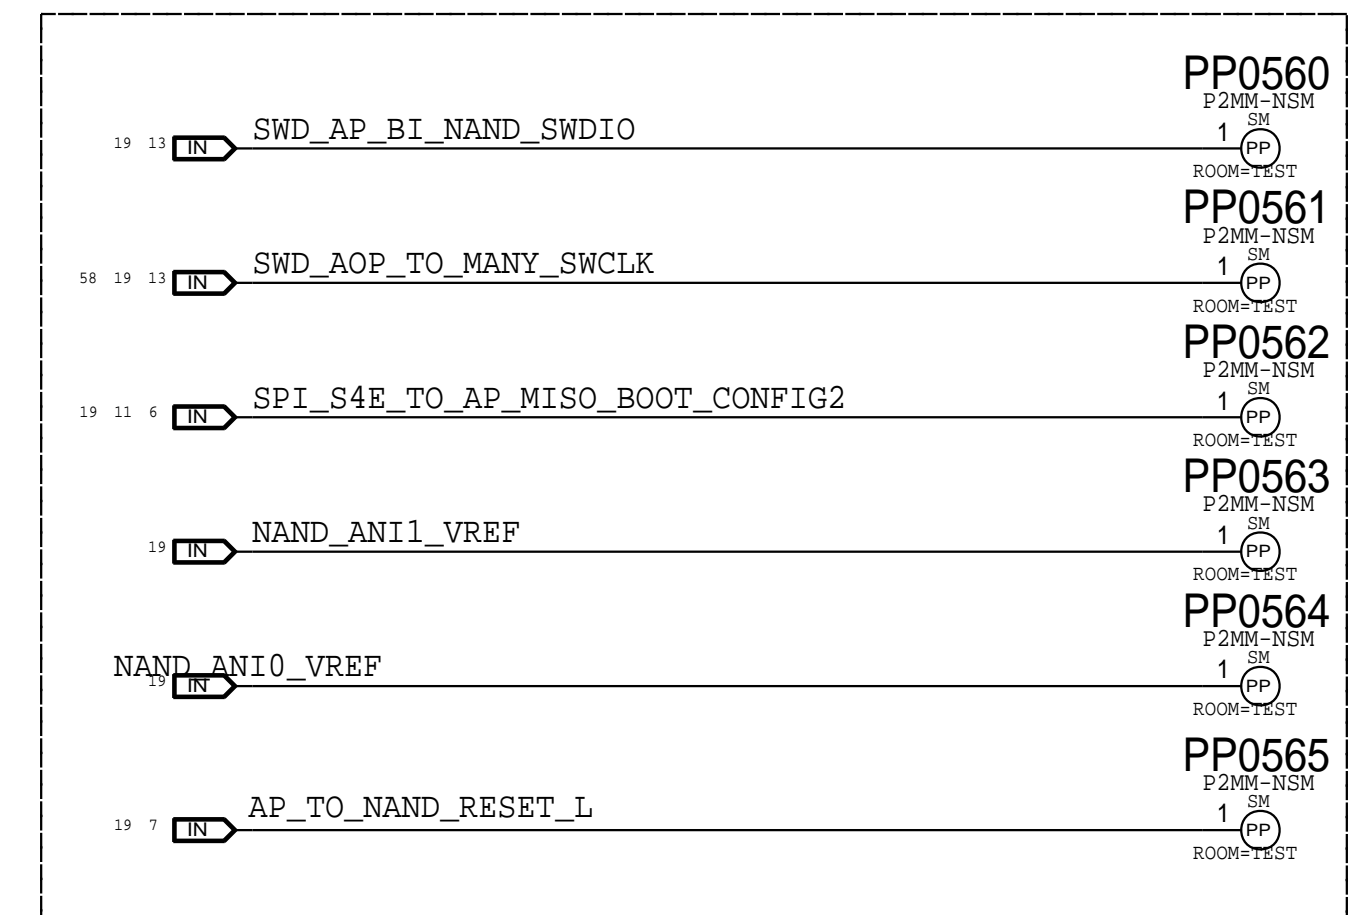 PP0560
P2MM-NSM
SM
SWD_AP_BI_NAND_SWDIO
19 13 IN
1
PP
ROOM=TEST
PP0561
P2MM-NSM
SM
SWD_AOP_TO_MANY_SWCLK
58 19 13 IN
1
PP
ROOM=TEST
PP0562
P2MM-NSM
SM
SPI_S4E_TO_AP_MISO_BOOT_CONFIG2
19 11 6 IN
1
PP
ROOM=TEST
PP0563
P2MM-NSM
SM
NAND_ANI1_VREF
19 IN
1
PP
ROOM=TEST
PP0564
P2MM-NSM
SM
NAND_ANI0_VREF
19 IN
1
PP
ROOM=TEST
PP0565
P2MM-NSM
SM
AP_TO_NAND_RESET_L
19 7 IN
1
PP
ROOM=TEST